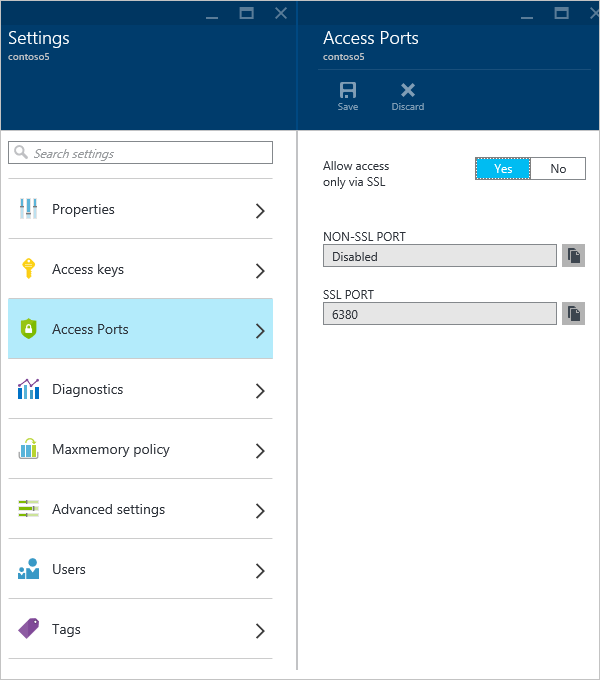 Settings
contoso5
Search settings
Properties
Access keys
Access Ports
Diagnostics
Maxmemory policy
Advanced settings
Users
Tags
Access Ports
contoso5
Save
Discard
Allow access
only via SSL
Yes
No
NON-SSL PORT
Disabled
SSL PORT
6380